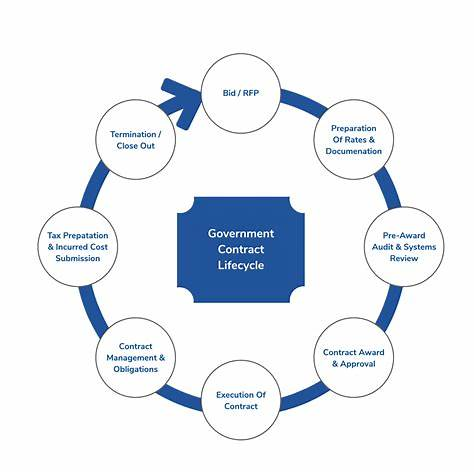 Bid / RFP
Preparation
Of Rates &
Documenation
Pre-Award
Audit & Systems
Review
Contract Award
& Approval
Execution Of
Contract
Contract
Management &
Obligations
Tax Prepatation
& Incurred Cost
Submission
Termination /
Close Out
Government
Contract
Lifecycle